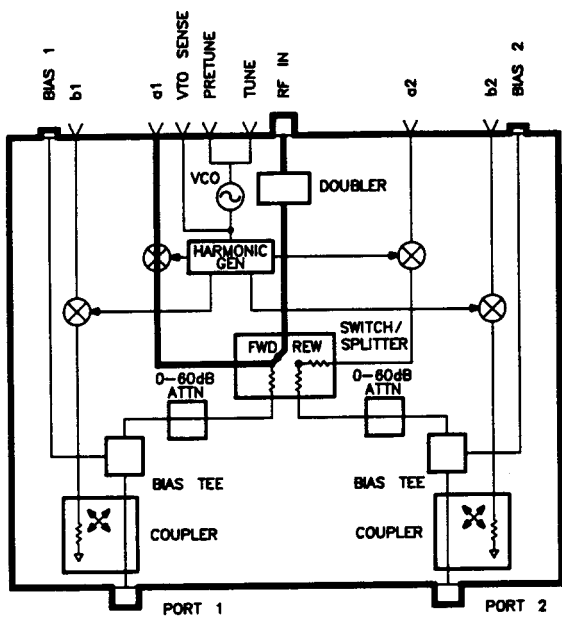 BIAS 1
b1
a1
VTO SENSE
PRETUNE
TUNE
RF IN
a2
b2
BIAS 2
VCO
DOUBLER
HARMONIC
GEN
SWITCH/
SPLITTER
FWD REW
0-60dB
ATTN
0-60dB
ATTN
BIAS TEE
BIAS TEE
COUPLER
COUPLER
PORT 1
PORT 2